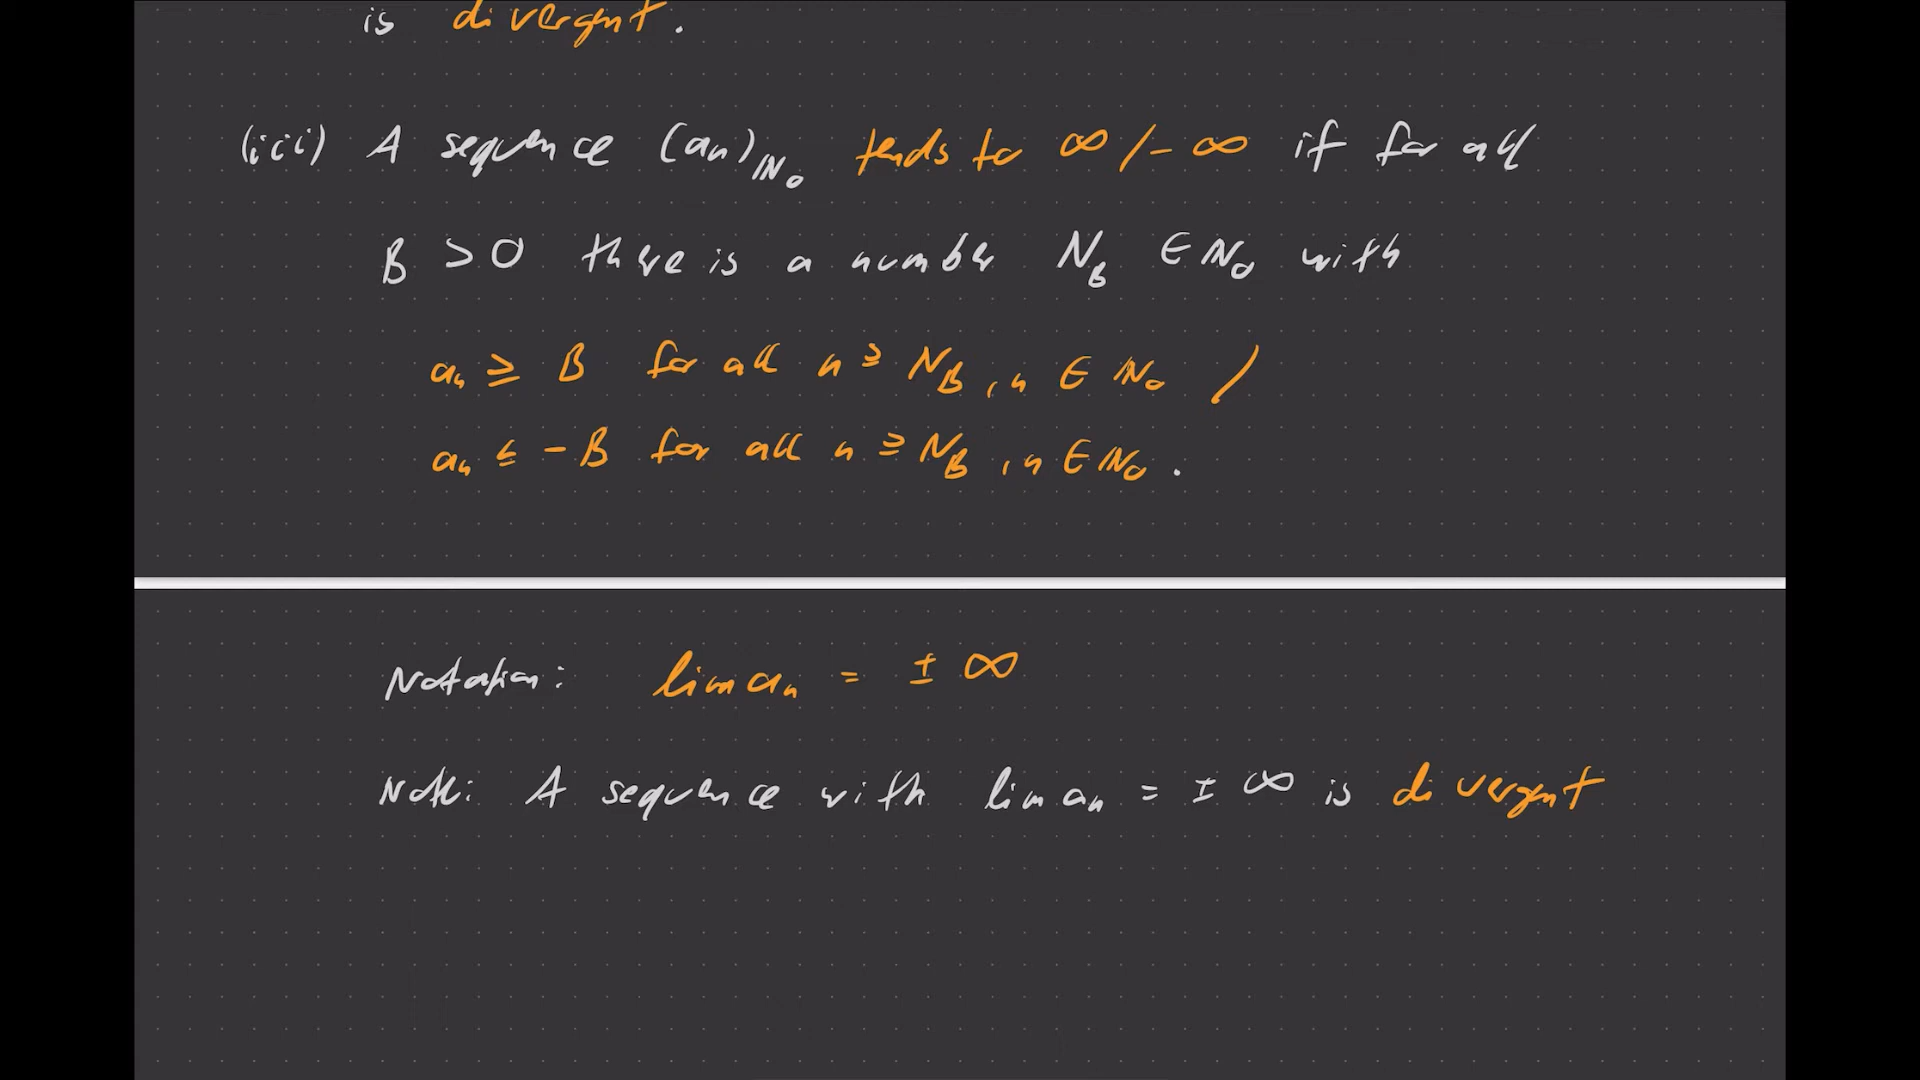 is divergent.
(iii) A sequence (aₙ)_ℕ₀ tends to ∞ / - ∞ if for all
B > 0 there is a number N_B ∈ ℕ₀ with
aₙ ≥ B for all n ≥ N_B, n ∈ ℕ₀ /
aₙ ≤ - B for all n ≥ N_B, n ∈ ℕ₀.
Notation: lim aₙ = ± ∞
Note: A sequence with lim aₙ = ± ∞ is divergent